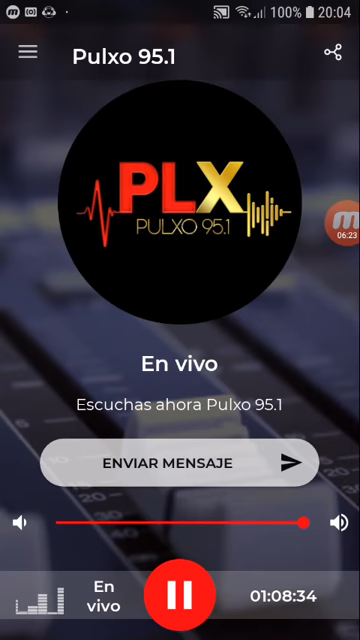 100% 20:04
Pulxo 95.1
PLX
PULXO 95.1
M
06:23
En vivo
Escuchas ahora Pulxo 95.1
ENVIAR MENSAJE
En
vivo
01:08:34